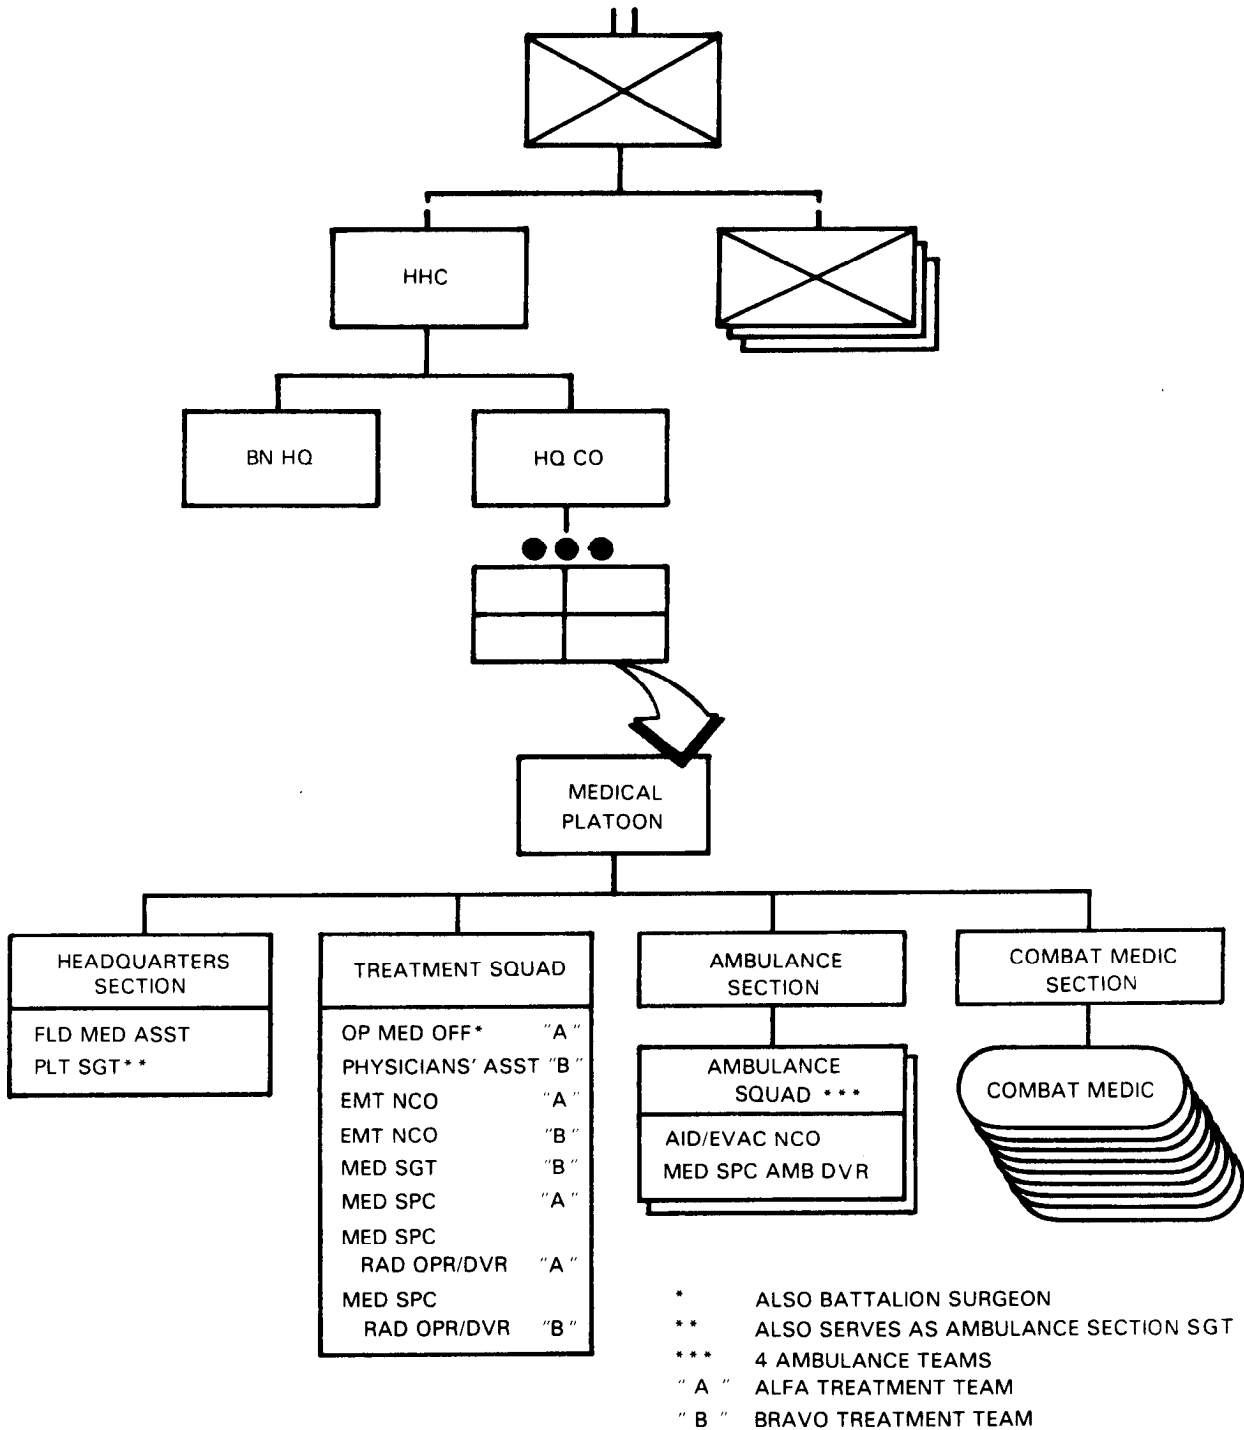 HHC
BN HQ
HQ CO
MEDICAL
PLATOON
HEADQUARTERS
SECTION
FLD MED ASST
PLT SGT**
TREATMENT SQUAD
OP MED OFF* "A"
PHYSICIANS' ASST "B"
EMT NCO "A"
EMT NCO "B"
MED SGT "B"
MED SPC "A"
MED SPC
RAD OPR/DVR "A"
MED SPC
RAD OPR/DVR "B"
AMBULANCE
SECTION
AMBULANCE
SQUAD ***
AID/EVAC NCO
MED SPC AMB DVR
COMBAT MEDIC
SECTION
COMBAT MEDIC
* ALSO BATTALION SURGEON
** ALSO SERVES AS AMBULANCE SECTION SGT
*** 4 AMBULANCE TEAMS
"A" ALFA TREATMENT TEAM
"B" BRAVO TREATMENT TEAM